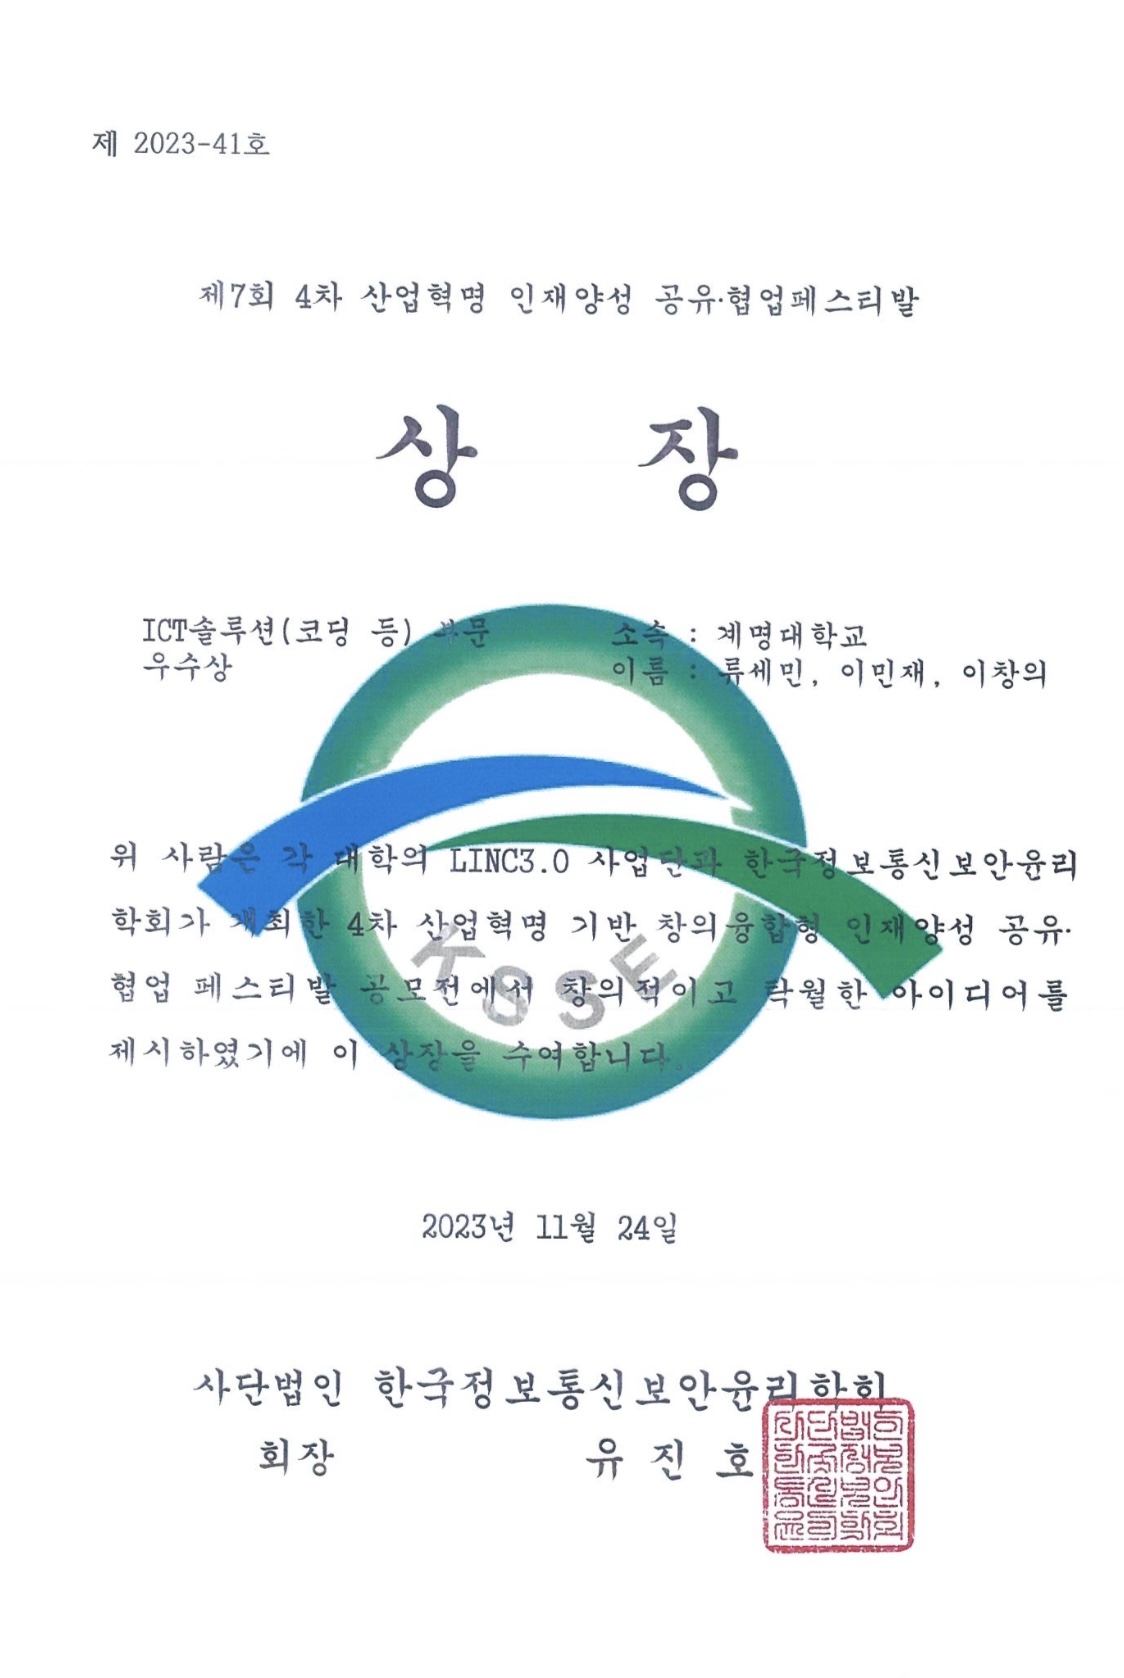 제 2023-41호
제7회 4차 산업혁명 인재양성 공유·협업페스티발
상 장
ICT솔루션(코딩 등) 부문
우수상
소속 : 계명대학교
이름 : 류세민, 이민재, 이창의
위 사람은 각 대학의 LINC3.0 사업단과 한국정보통신보안윤리
학회가 개최한 4차 산업혁명 기반 창의융합형 인재양성 공유·
협업 페스티발 공모전에서 창의적이고 탁월한 아이디어를
제시하였기에 이 상장을 수여합니다.
KSSE
2023년 11월 24일
사단법인 한국정보통신보안윤리학회
회장 유 진 호